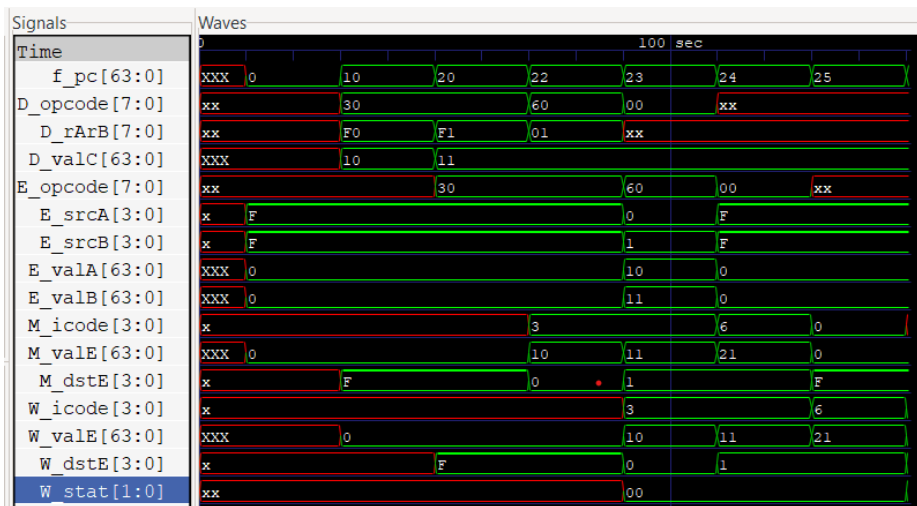 Signals Waves
Time 0 100 sec
f_pc[63:0] XXX 0 10 20 22 23 24 25
D_opcode[7:0] xx 30 60 00 xx
D_rArB[7:0] xx F0 F1 01 xx
D_valC[63:0] XXX 10 11
E_opcode[7:0] xx 30 60 00 xx
E_srcA[3:0] x F 0 F
E_srcB[3:0] x F 1 F
E_valA[63:0] XXX 0 10 0
E_valB[63:0] XXX 0 11 0
M_icode[3:0] x 3 6 0
M_valE[63:0] XXX 0 10 11 21 0
M_dstE[3:0] x F 0 1 F
W_icode[3:0] x 3 6
W_valE[63:0] XXX 0 10 11 21
W_dstE[3:0] x F 0 1
W_stat[1:0] xx 00